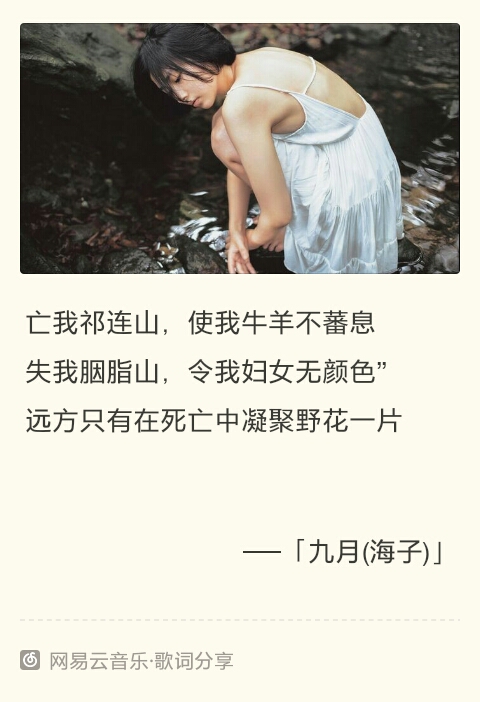 亡我祁连山，使我牛羊不蕃息
失我胭脂山，令我妇女无颜色”
远方只有在死亡中凝聚野花一片
——「九月(海子)」
网易云音乐·歌词分享